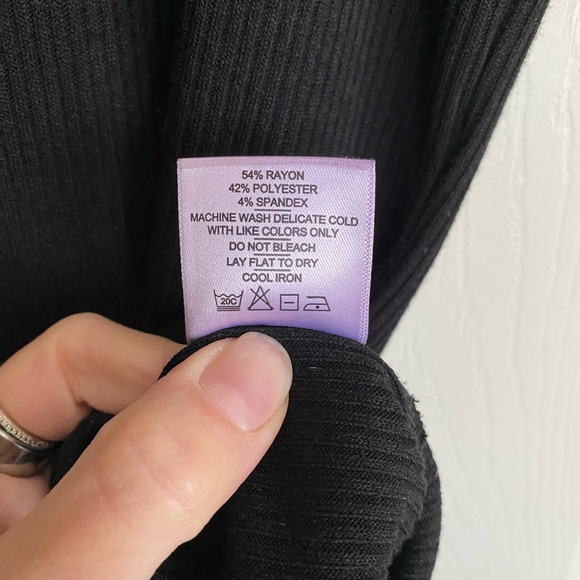 54% RAYON
42% POLYESTER
4% SPANDEX
MACHINE WASH DELICATE COLD
WITH LIKE COLORS ONLY
DO NOT BLEACH
LAY FLAT TO DRY
COOL IRON
20C